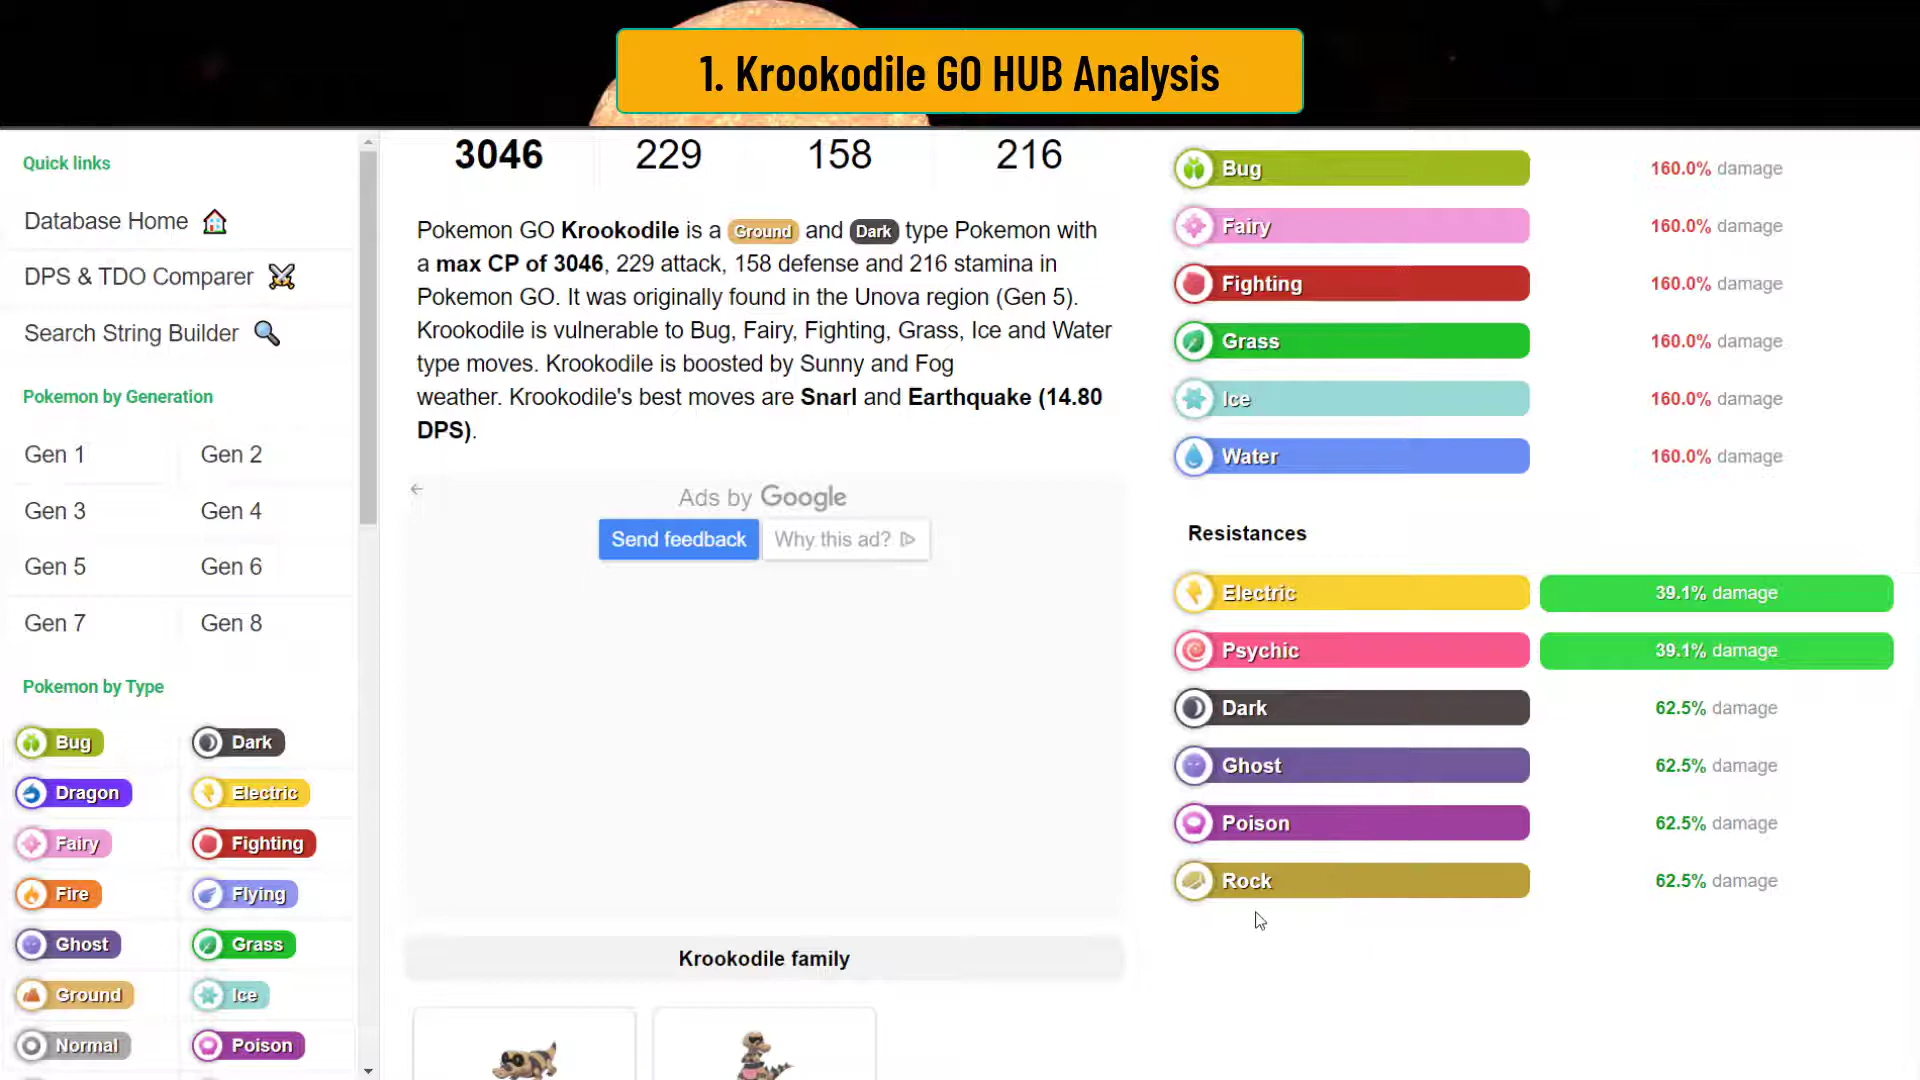 1. Krookodile GO HUB Analysis
Quick links
Database Home
DPS & TDO Comparer
Search String Builder
Pokemon by Generation
Gen 1 Gen 2
Gen 3 Gen 4
Gen 5 Gen 6
Gen 7 Gen 8
Pokemon by Type
Bug Dark
Dragon Electric
Fairy Fighting
Fire Flying
Ghost Grass
Ground Ice
Normal Poison
3046 229 158 216
Pokemon GO Krookodile is a Ground and Dark type Pokemon with
a max CP of 3046, 229 attack, 158 defense and 216 stamina in
Pokemon GO. It was originally found in the Unova region (Gen 5).
Krookodile is vulnerable to Bug, Fairy, Fighting, Grass, Ice and Water
type moves. Krookodile is boosted by Sunny and Fog
weather. Krookodile's best moves are Snarl and Earthquake (14.80
DPS).
Ads by Google
Send feedback Why this ad?
Krookodile family
Bug 160.0% damage
Fairy 160.0% damage
Fighting 160.0% damage
Grass 160.0% damage
Ice 160.0% damage
Water 160.0% damage
Resistances
Electric 39.1% damage
Psychic 39.1% damage
Dark 62.5% damage
Ghost 62.5% damage
Poison 62.5% damage
Rock 62.5% damage